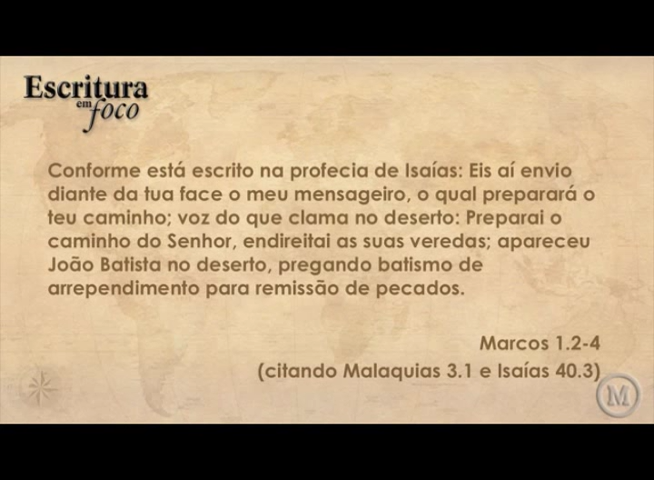 Escritura
em
foco
Conforme está escrito na profecia de Isaías: Eis aí envio
diante da tua face o meu mensageiro, o qual preparará o
teu caminho; voz do que clama no deserto: Preparai o
caminho do Senhor, endireitai as suas veredas; apareceu
João Batista no deserto, pregando batismo de
arrependimento para remissão de pecados.
Marcos 1.2-4
(citando Malaquias 3.1 e Isaías 40.3)
M